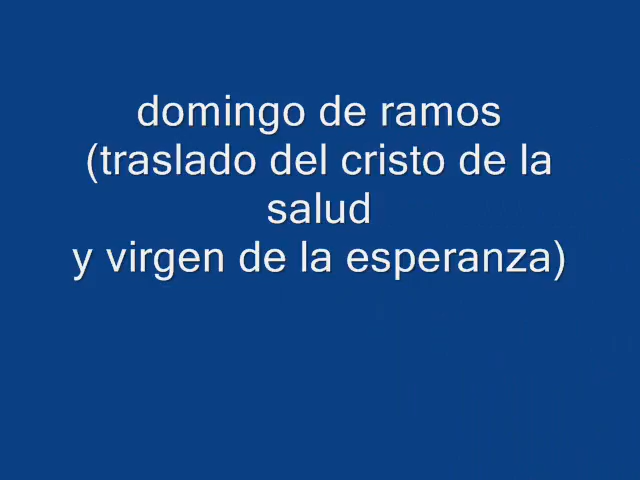 domingo de ramos
(traslado del cristo de la
salud
y virgen de la esperanza)